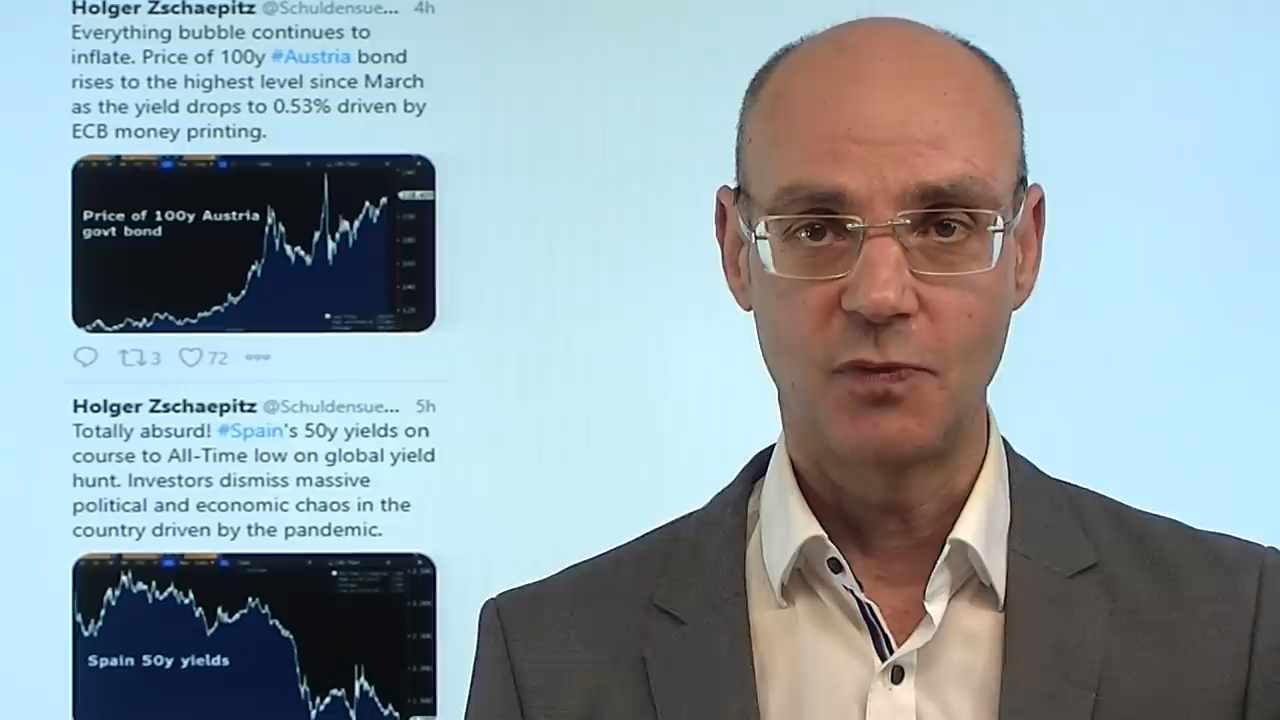 Holger Zschaepitz @Schuldensue... 4h
Everything bubble continues to
inflate. Price of 100y #Austria bond
rises to the highest level since March
as the yield drops to 0.53% driven by
ECB money printing.
Price of 100y Austria
govt bond
3 72
Holger Zschaepitz @Schuldensue... 5h
Totally absurd! #Spain's 50y yields on
course to All-Time low on global yield
hunt. Investors dismiss massive
political and economic chaos in the
country driven by the pandemic.
Spain 50y yields